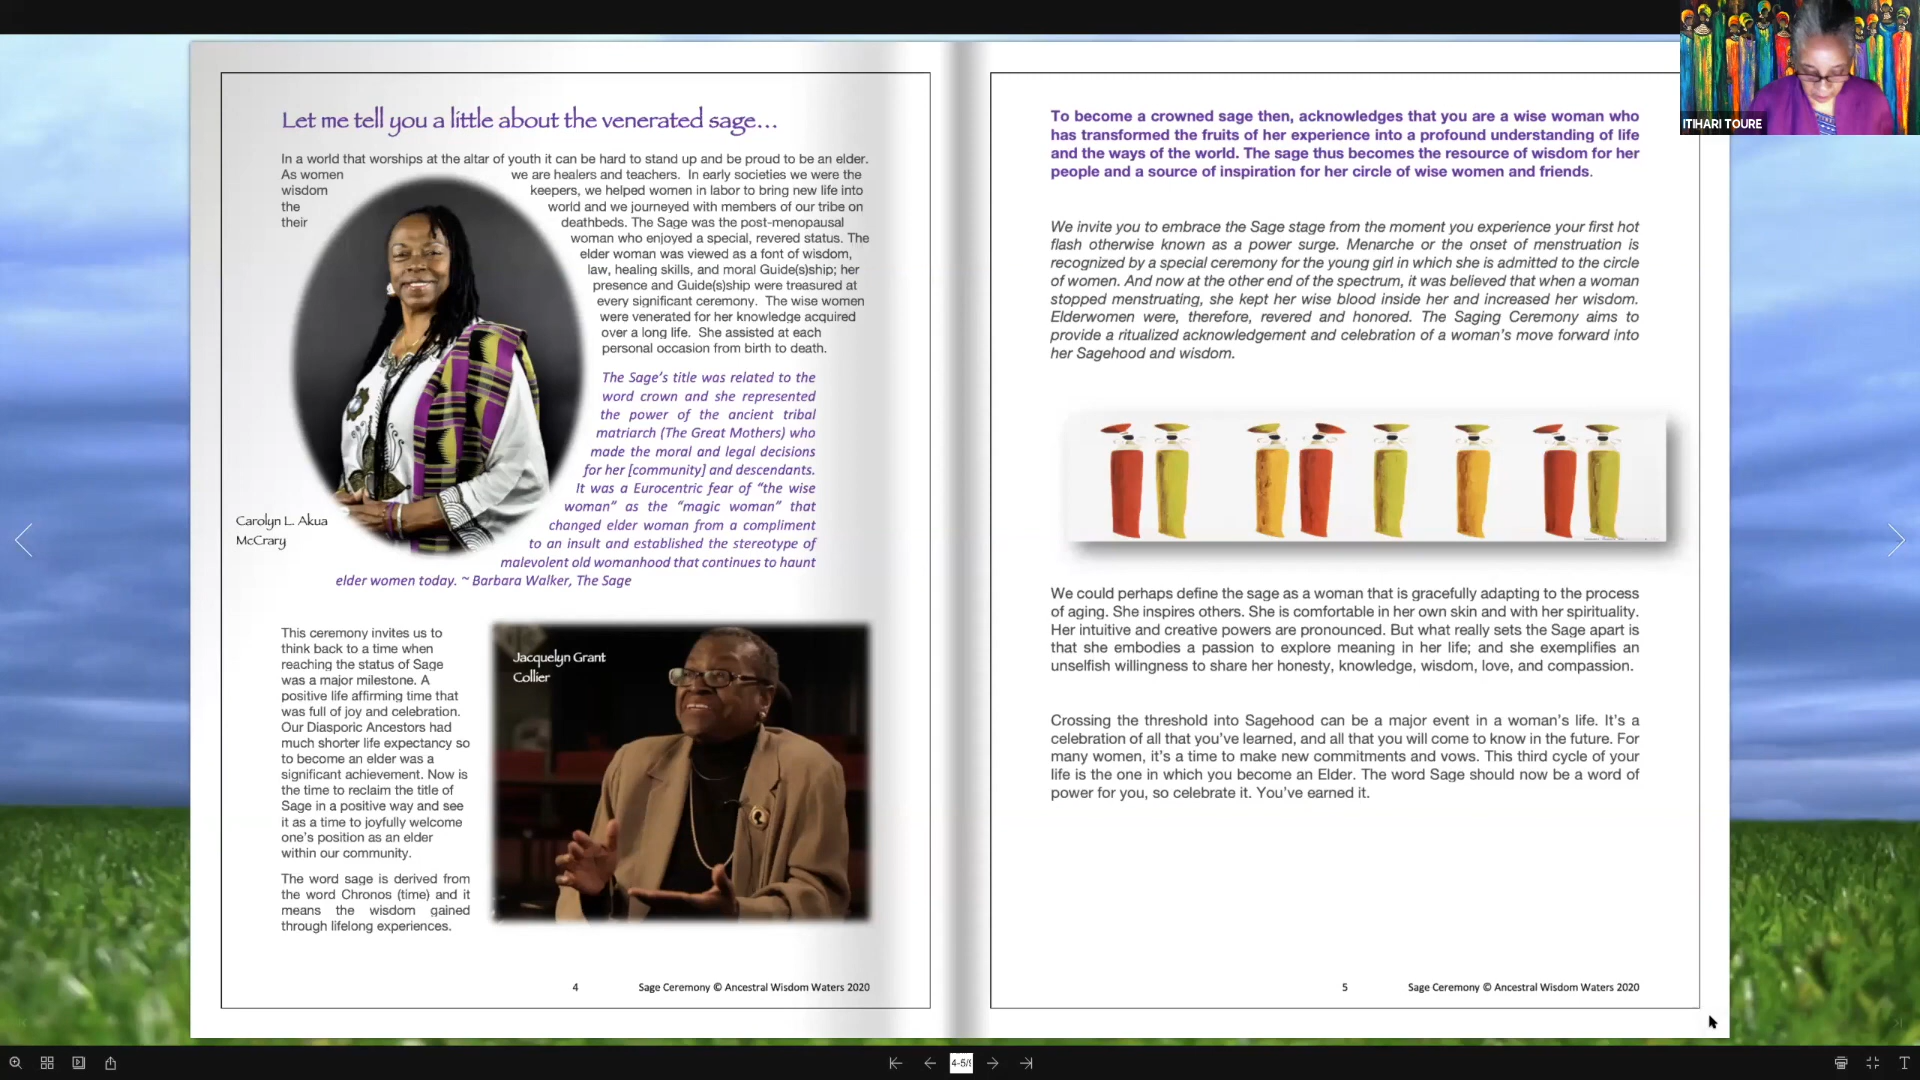 ITIHARI TOURE
Let me tell you a little about the venerated sage...
In a world that worships at the altar of youth it can be hard to stand up and be proud to be an elder.
As women we are healers and teachers. In early societies we were the
wisdom keepers, we helped women in labor to bring new life into
the world and we journeyed with members of our tribe on
their deathbeds. The Sage was the post-menopausal
woman who enjoyed a special, revered status. The
elder woman was viewed as a font of wisdom,
law, healing skills, and moral Guide(s)ship; her
presence and Guide(s)ship were treasured at
every significant ceremony. The wise women
were venerated for her knowledge acquired
over a long life. She assisted at each
personal occasion from birth to death.
The Sage's title was related to the
word crown and she represented
the power of the ancient tribal
matriarch (The Great Mothers) who
made the moral and legal decisions
for her [community] and descendants.
It was a Eurocentric fear of "the wise
woman" as the "magic woman" that
changed elder woman from a compliment
to an insult and established the stereotype of
malevolent old womanhood that continues to haunt
elder women today. ~ Barbara Walker, The Sage
Carolyn L. Akua
McCrary
This ceremony invites us to
think back to a time when
reaching the status of Sage
was a major milestone. A
positive life affirming time that
was full of joy and celebration.
Our Diasporic Ancestors had
much shorter life expectancy so
to become an elder was a
significant achievement. Now is
the time to reclaim the title of
Sage in a positive way and see
it as a time to joyfully welcome
one's position as an elder
within our community.
The word sage is derived from
the word Chronos (time) and it
means the wisdom gained
through lifelong experiences.
Jacquelyn Grant
Collier
4 Sage Ceremony © Ancestral Wisdom Waters 2020
To become a crowned sage then, acknowledges that you are a wise woman who
has transformed the fruits of her experience into a profound understanding of life
and the ways of the world. The sage thus becomes the resource of wisdom for her
people and a source of inspiration for her circle of wise women and friends.
We invite you to embrace the Sage stage from the moment you experience your first hot
flash otherwise known as a power surge. Menarche or the onset of menstruation is
recognized by a special ceremony for the young girl in which she is admitted to the circle
of women. And now at the other end of the spectrum, it was believed that when a woman
stopped menstruating, she kept her wise blood inside her and increased her wisdom.
Elderwomen were, therefore, revered and honored. The Saging Ceremony aims to
provide a ritualized acknowledgement and celebration of a woman's move forward into
her Sagehood and wisdom.
We could perhaps define the sage as a woman that is gracefully adapting to the process
of aging. She inspires others. She is comfortable in her own skin and with her spirituality.
Her intuitive and creative powers are pronounced. But what really sets the Sage apart is
that she embodies a passion to explore meaning in her life; and she exemplifies an
unselfish willingness to share her honesty, knowledge, wisdom, love, and compassion.
Crossing the threshold into Sagehood can be a major event in a woman's life. It's a
celebration of all that you've learned, and all that you will come to know in the future. For
many women, it's a time to make new commitments and vows. This third cycle of your
life is the one in which you become an Elder. The word Sage should now be a word of
power for you, so celebrate it. You've earned it.
5 Sage Ceremony © Ancestral Wisdom Waters 2020